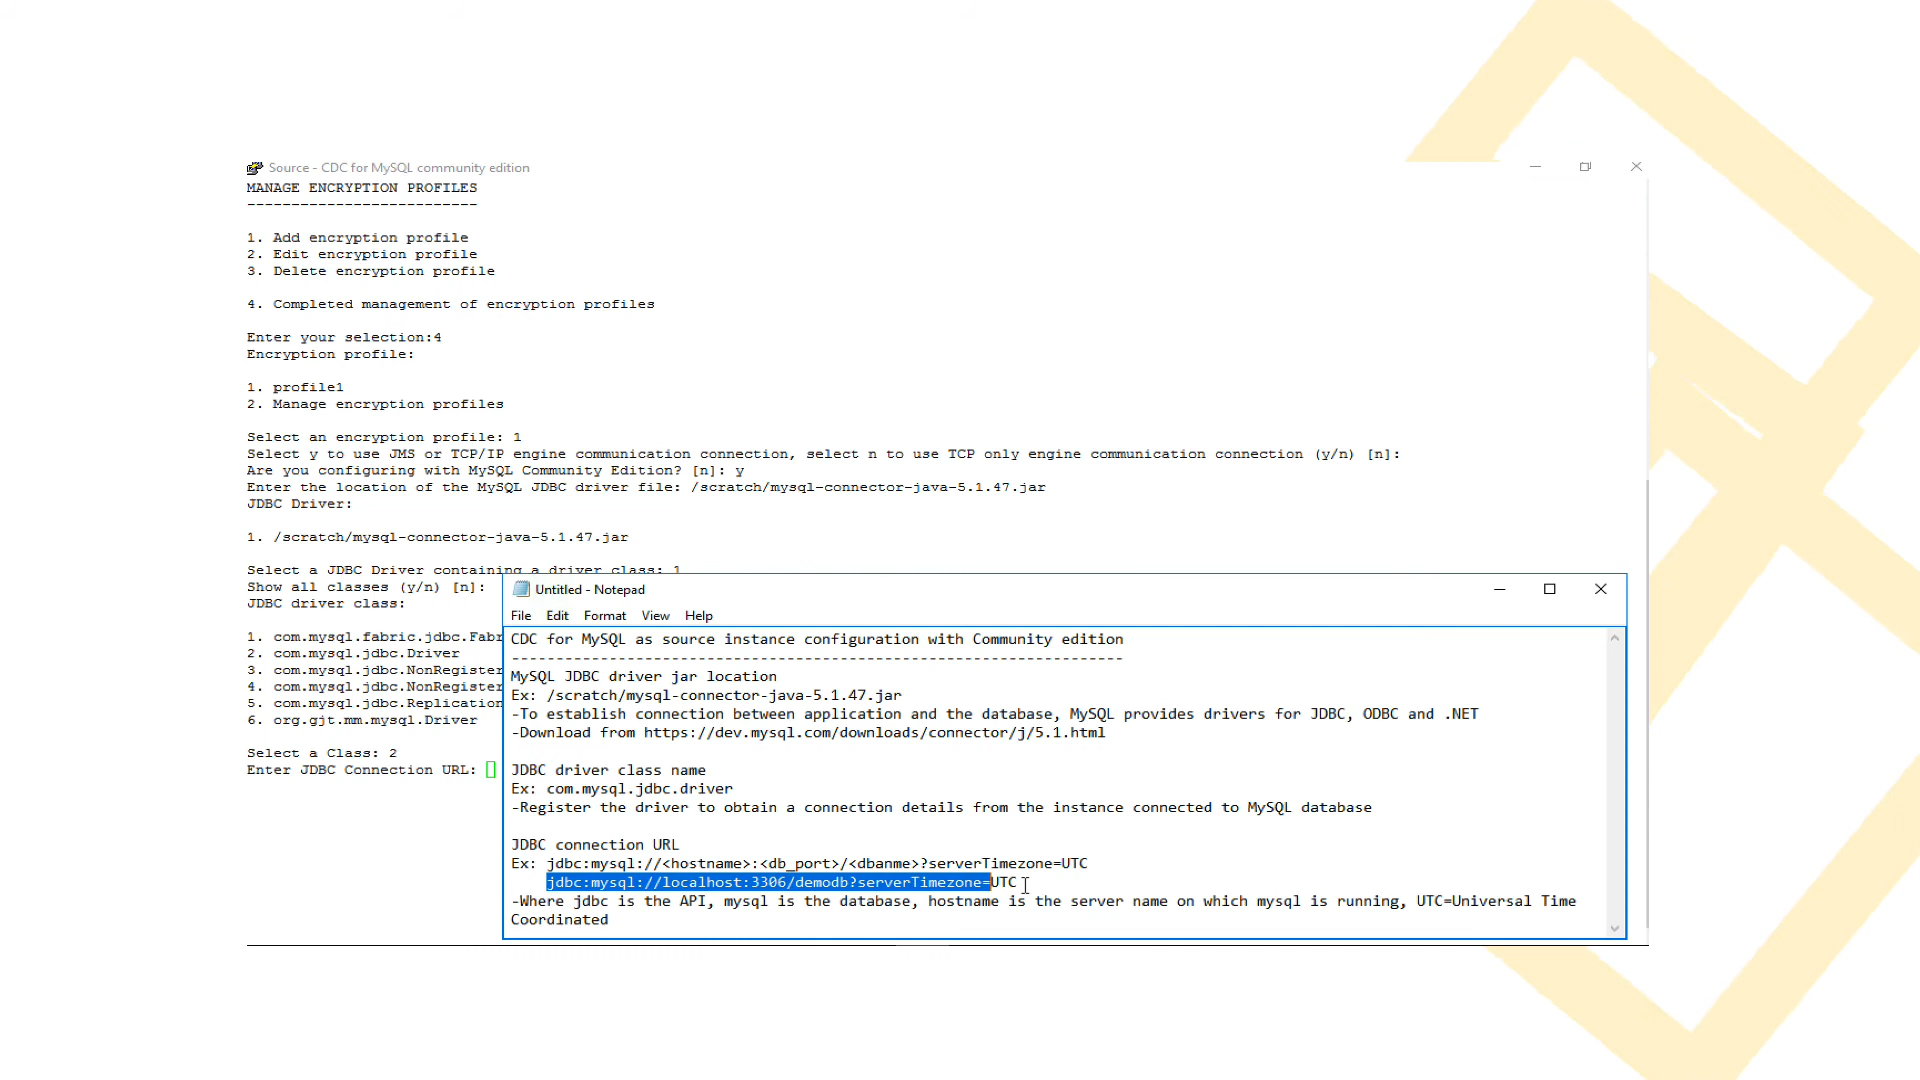 Source - CDC for MySQL community edition
MANAGE ENCRYPTION PROFILES
--------------------------
1. Add encryption profile
2. Edit encryption profile
3. Delete encryption profile
4. Completed management of encryption profiles
Enter your selection:4
Encryption profile:
1. profile1
2. Manage encryption profiles
Select an encryption profile: 1
Select y to use JMS or TCP/IP engine communication connection, select n to use TCP only engine communication connection (y/n) [n]:
Are you configuring with MySQL Community Edition? [n]: y
Enter the location of the MySQL JDBC driver file: /scratch/mysql-connector-java-5.1.47.jar
JDBC Driver:
1. /scratch/mysql-connector-java-5.1.47.jar
Select a JDBC Driver containing a driver class: 1
Show all classes (y/n) [n]:
JDBC driver class:
1. com.mysql.fabric.jdbc.Fabr
2. com.mysql.jdbc.Driver
3. com.mysql.jdbc.NonRegister
4. com.mysql.jdbc.NonRegister
5. com.mysql.jdbc.Replication
6. org.gjt.mm.mysql.Driver
Select a Class: 2
Enter JDBC Connection URL:
Untitled - Notepad
File Edit Format View Help
CDC for MySQL as source instance configuration with Community edition
---------------------------------------------------------------------
MySQL JDBC driver jar location
Ex: /scratch/mysql-connector-java-5.1.47.jar
-To establish connection between application and the database, MySQL provides drivers for JDBC, ODBC and .NET
-Download from https://dev.mysql.com/downloads/connector/j/5.1.html
JDBC driver class name
Ex: com.mysql.jdbc.driver
-Register the driver to obtain a connection details from the instance connected to MySQL database
JDBC connection URL
Ex: jdbc:mysql://<hostname>:<db_port>/<dbanme>?serverTimezone=UTC
jdbc:mysql://localhost:3306/demodb?serverTimezone=UTC
-Where jdbc is the API, mysql is the database, hostname is the server name on which mysql is running, UTC=Universal Time
Coordinated